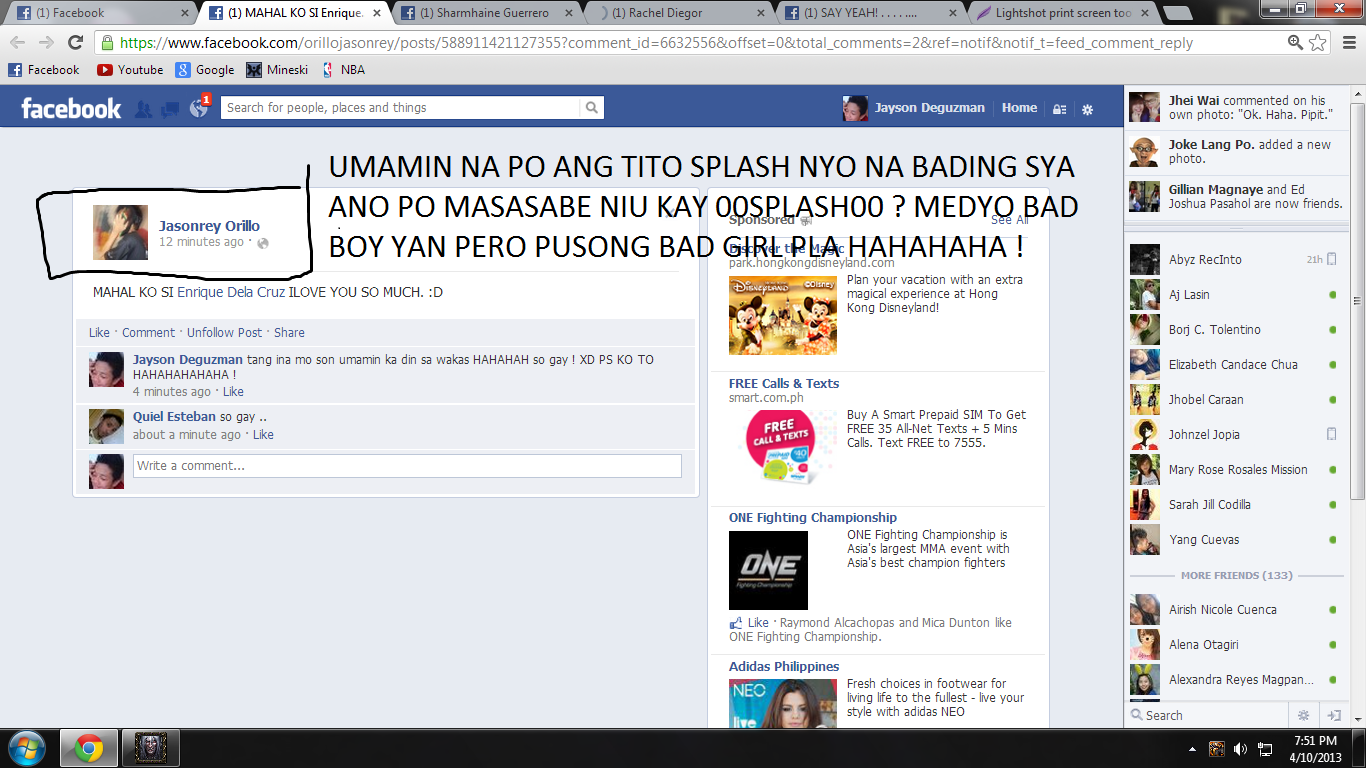 (1) Facebook
(1) MAHAL KO SI Enrique
(1) Sharmhaine Guerrero
(1) Rachel Diegor
(1) SAY YEAH! . . . . ....
Lightshot print screen too
https://www.facebook.com/orillojasonrey/posts/588911421127355?comment_id=6632556&offset=0&total_comments=2&ref=notif&notif_t=feed_comment_reply
Facebook
Youtube
Google
Mineski
NBA
facebook
1
Search for people, places and things
Jayson Deguzman
Home
UMAMIN NA PO ANG TITO SPLASH NYO NA BADING SYA
ANO PO MASASABE NIU KAY 00SPLASH00 ? MEDYO BAD
BOY YAN PERO PUSONG BAD GIRL PLA HAHAHAHA !
Jasonrey Orillo
12 minutes ago ·
MAHAL KO SI Enrique Dela Cruz ILOVE YOU SO MUCH. :D
Like · Comment · Unfollow Post · Share
Jayson Deguzman tang ina mo son umamin ka din sa wakas HAHAHAH so gay ! XD PS KO TO
HAHAHAHAHAHA !
4 minutes ago · Like
Quiel Esteban so gay ..
about a minute ago · Like
Write a comment...
Sponsored
See All
Discover the Magic
park.hongkongdisneyland.com
Disneyland
©Disney
Plan your vacation with an extra
magical experience at Hong
Kong Disneyland!
FREE Calls & Texts
smart.com.ph
FREE
CALL & TEXTS
Buy A Smart Prepaid SIM To Get
FREE 35 All-Net Texts + 5 Mins
Calls. Text FREE to 7555.
ONE Fighting Championship
ONE
Fighting Championship
ONE Fighting Championship is
Asia's largest MMA event with
Asia's best champion fighters
Like · Raymond Alcachopas and Mica Dunton like
ONE Fighting Championship.
Adidas Philippines
NEO
live
Fresh choices in footwear for
living life to the fullest - live your
style with adidas NEO
Jhei Wai commented on his
own photo: "Ok. Haha. Pipit."
Joke Lang Po. added a new
photo.
Gillian Magnaye and Ed
Joshua Pasahol are now friends.
Abyz RecInto
21h
Aj Lasin
Borj C. Tolentino
Elizabeth Candace Chua
Jhobel Caraan
Johnzel Jopia
Mary Rose Rosales Mission
Sarah Jill Codilla
Yang Cuevas
MORE FRIENDS (133)
Airish Nicole Cuenca
Alena Otagiri
Alexandra Reyes Magpan...
Search
7:51 PM
4/10/2013